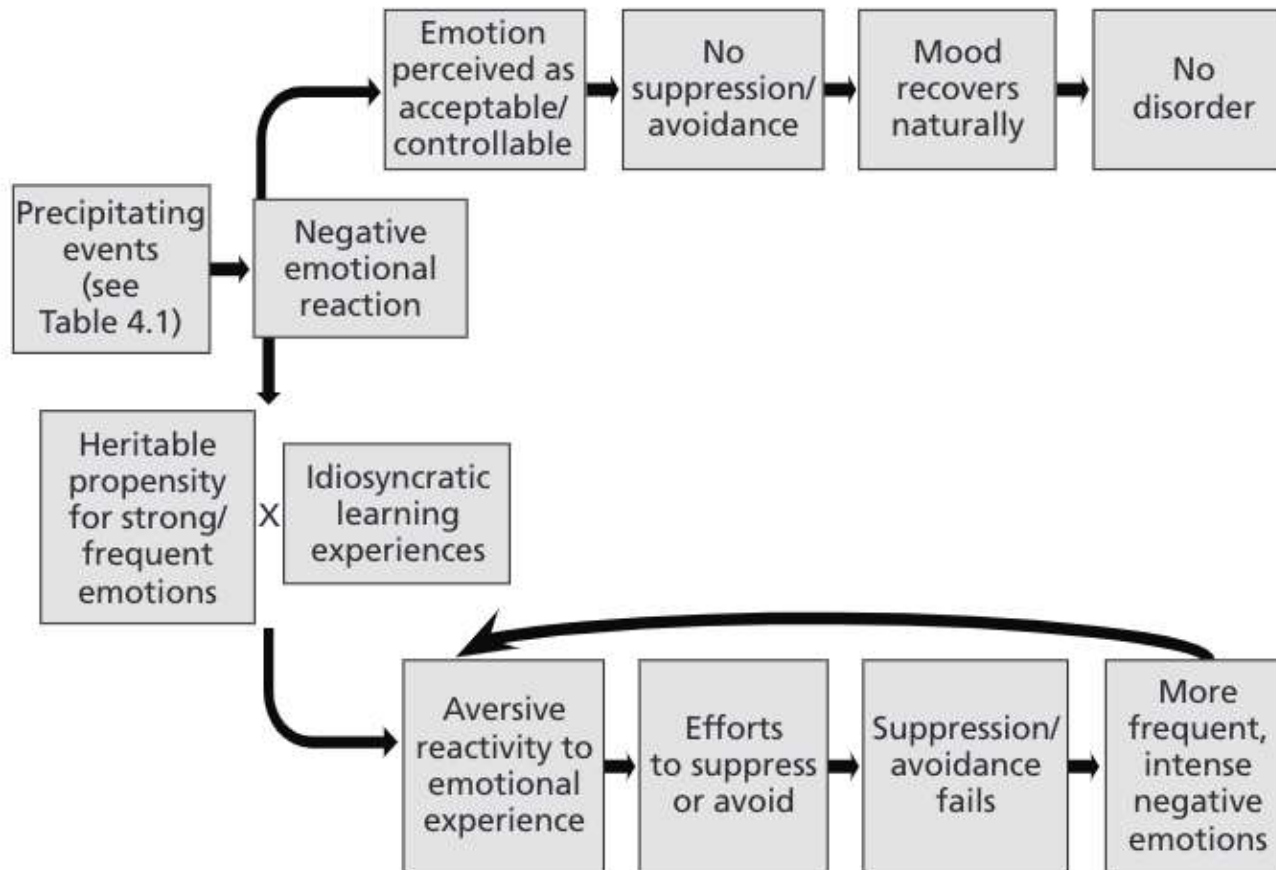 Emotion
perceived as
acceptable/
controllable
No
suppression/
avoidance
Mood
recovers
naturally
No
disorder
Precipitating
events
(see
Table 4.1)
Negative
emotional
reaction
Heritable
propensity
for strong/
frequent
emotions
X
Idiosyncratic
learning
experiences
Aversive
reactivity to
emotional
experience
Efforts
to suppress
or avoid
Suppression/
avoidance
fails
More
frequent,
intense
negative
emotions